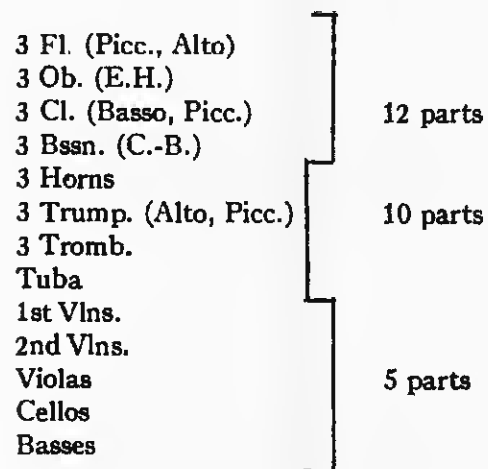 3 Fl. (Picc., Alto)
3 Ob. (E.H.)
3 Cl. (Basso, Picc.) 12 parts
3 Bssn. (C.-B.)
3 Horns
3 Trump. (Alto, Picc.) 10 parts
3 Tromb.
Tuba
1st Vlns.
2nd Vlns.
Violas 5 parts
Cellos
Basses